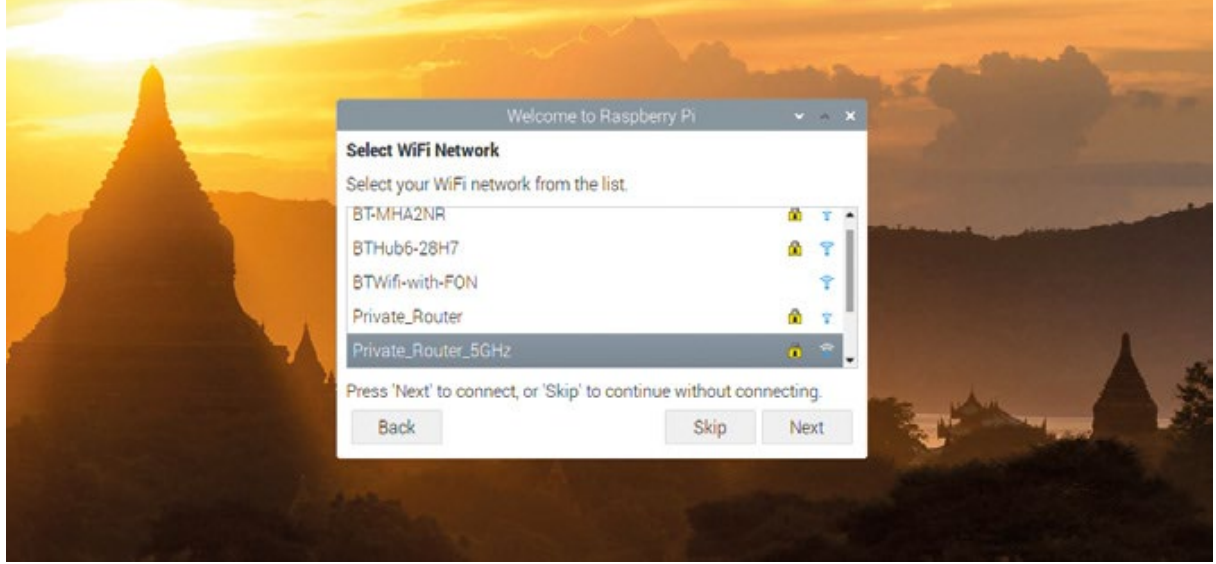 Welcome to Raspberry Pi
Select WiFi Network
Select your WiFi network from the list.
BT-MHA2NR
BTHub6-28H7
BTWifi-with-FON
Private_Router
Private_Router_5GHz
Press 'Next' to connect, or 'Skip' to continue without connecting.
Back Skip Next